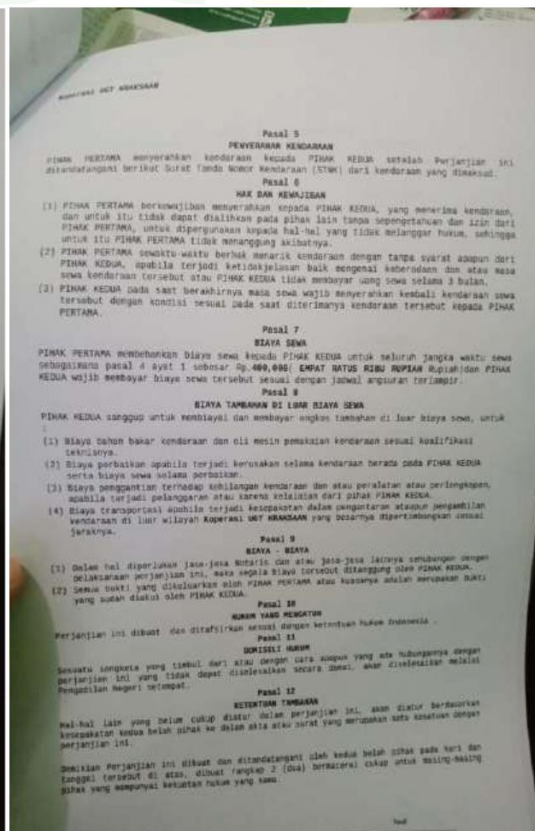 Koperasi UGT KRAKSAAN
Pasal 5
PENYERAHAN KENDARAAN
PIHAK PERTAMA menyerahkan kendaraan kepada PIHAK KEDUA setelah Perjanjian ini
ditandatangani berikut Surat Tanda Nomor Kendaraan (STNK) dari kendaraan yang dimaksud.
Pasal 6
HAK DAN KEWAJIBAN
(1) PIHAK PERTAMA berkewajiban menyerahkan kepada PIHAK KEDUA, yang menerima kendaraan,
dan untuk itu tidak dapat dialihkan pada pihak lain tanpa sepengetahuan dan izin dari
PIHAK PERTAMA, untuk dipergunakan kepada hal-hal yang tidak melanggar hukum, sehingga
untuk itu PIHAK PERTAMA tidak menanggung akibatnya.
(2) PIHAK PERTAMA sewaktu-waktu berhak menarik kendaraan dengan tanpa syarat apapun dari
PIHAK KEDUA, apabila terjadi ketidakjelasan baik mengenai keberadaan dan atau masa
sewa kendaraan tersebut atau PIHAK KEDUA tidak membayar uang sewa selama 3 bulan.
(3) PIHAK KEDUA pada saat berakhirnya masa sewa wajib menyerahkan kembali kendaraan sewa
tersebut dengan kondisi sesuai pada saat diterimanya kendaraan tersebut kepada PIHAK
PERTAMA.
Pasal 7
BIAYA SEWA
PIHAK PERTAMA membebankan biaya sewa kepada PIHAK KEDUA untuk seluruh jangka waktu sewa
sebagaimana pasal 4 ayat 1 sebesar Rp.400,000( EMPAT RATUS RIBU RUPIAH Rupiah)dan PIHAK
KEDUA wajib membayar biaya sewa tersebut sesuai dengan jadwal angsuran terlampir.
Pasal 8
BIAYA TAMBAHAN DI LUAR BIAYA SEWA
PIHAK KEDUA sanggup untuk membiayai dan membayar ongkos tambahan di luar biaya sewa, untuk
:
(1) Biaya bahan bakar kendaraan dan oli mesin pemakaian kendaraan sesuai kualifikasi
teknisnya.
(2) Biaya perbaikan apabila terjadi kerusakan selama kendaraan berada pada PIHAK KEDUA
serta biaya sewa selama perbaikan.
(3) Biaya penggantian terhadap kehilangan kendaraan dan atau peralatan atau perlengkapan,
apabila terjadi pelanggaran atau karena kelalaian dari pihak PIHAK KEDUA.
(4) Biaya transportasi apabila terjadi kesepakatan dalam pengantaran ataupun pengambilan
kendaraan di luar wilayah Koperasi UGT KRAKSAAN yang besarnya dipertimbangkan sesuai
jaraknya.
Pasal 9
BIAYA - BIAYA
(1) Dalam hal diperlukan jasa-jasa Notaris dan atau jasa-jasa lainnya sehubungan dengan
pelaksanaan perjanjian ini, maka segala biaya tersebut ditanggung oleh PIHAK KEDUA.
(2) Semua bukti yang dikeluarkan oleh PIHAK PERTAMA atau kuasanya adalah merupakan bukti
yang sudah diakui oleh PIHAK KEDUA.
Pasal 10
HUKUM YANG MENGATUR
Perjanjian ini dibuat dan ditafsirkan sesuai dengan ketentuan hukum Indonesia .
Pasal 11
DOMISILI HUKUM
Sesuatu sengketa yang timbul dari atau dengan cara apapun yang ada hubungannya dengan
perjanjian ini yang tidak dapat diselesaikan secara damai, akan diselesaikan melalui
Pengadilan Negeri setempat.
Pasal 12
KETENTUAN TAMBAHAN
Hal-hal lain yang belum cukup diatur dalam perjanjian ini, akan diatur berdasarkan
kesepakatan kedua belah pihak ke dalam akta atau surat yang merupakan satu kesatuan dengan
perjanjian ini.
Demikian Perjanjian ini dibuat dan ditandatangani oleh kedua belah pihak pada hari dan
tanggal tersebut di atas, dibuat rangkap 2 (dua) bermaterai cukup untuk masing-masing
pihak yang mempunyai kekuatan hukum yang sama.